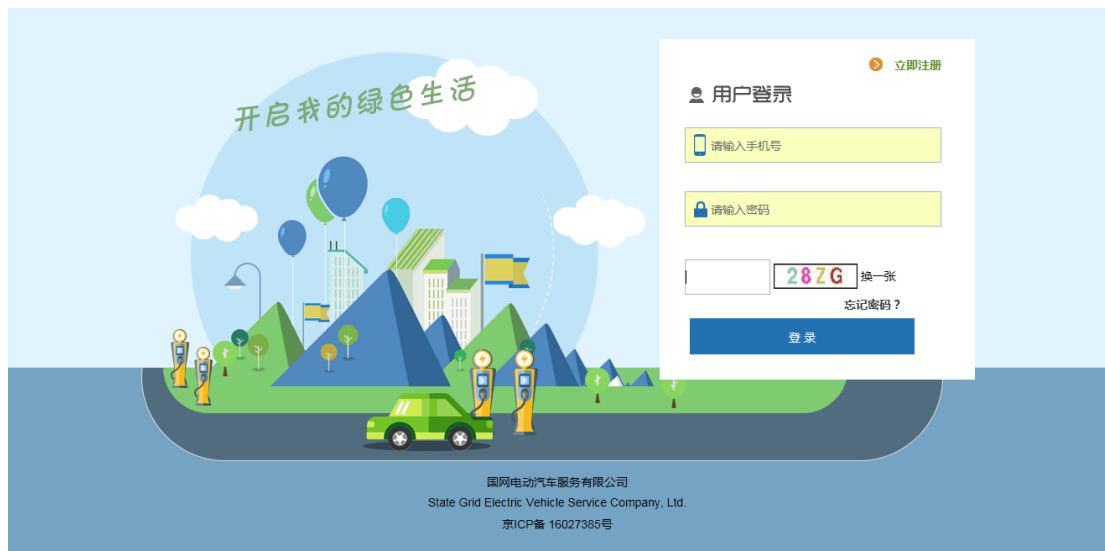 开启我的绿色生活
立即注册
用户登录
请输入手机号
请输入密码
28ZG 换一张
忘记密码？
登录
国网电动汽车服务有限公司
State Grid Electric Vehicle Service Company, Ltd.
京ICP备 16027385号